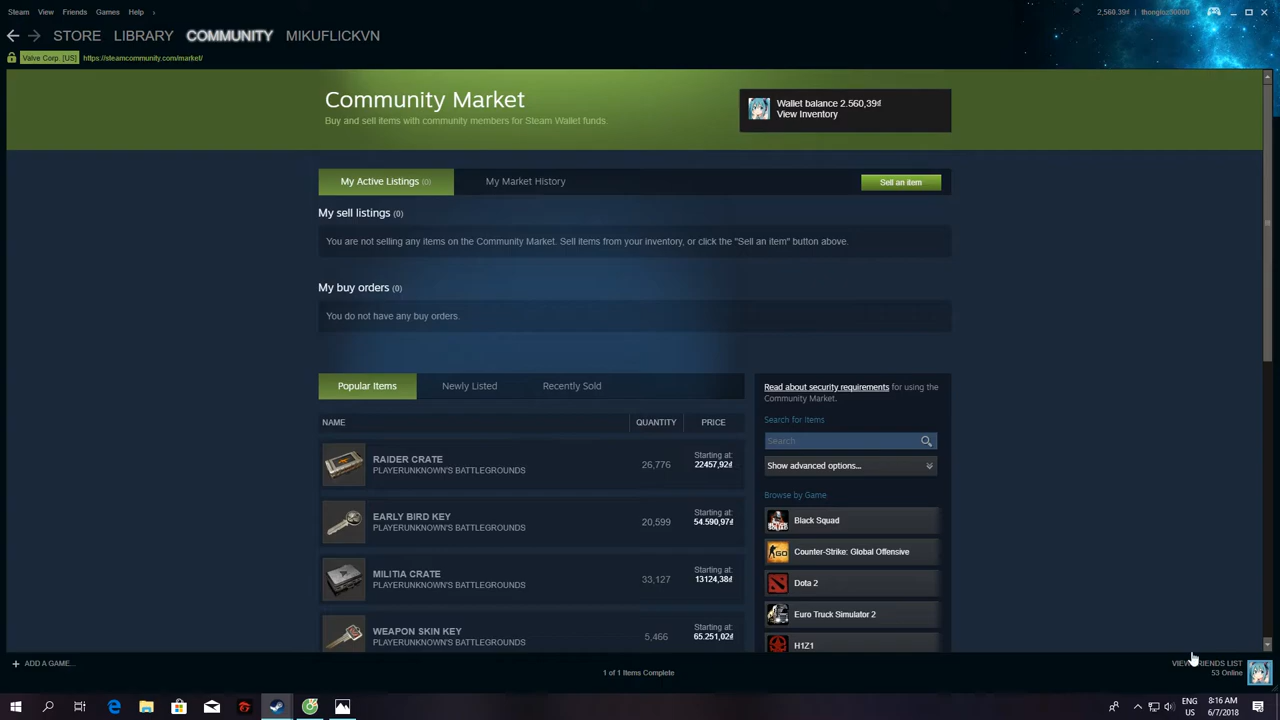 Steam View Friends Games Help ›
2,560.39₫
STORE LIBRARY COMMUNITY MIKUFLICKVN
Valve Corp. [US] https://steamcommunity.com/market/
Community Market
Buy and sell items with community members for Steam Wallet funds.
Wallet balance 2.560,39₫
View Inventory
My Active Listings (0) My Market History Sell an item
My sell listings (0)
You are not selling any items on the Community Market. Sell items from your inventory, or click the "Sell an item" button above.
My buy orders (0)
You do not have any buy orders.
Popular Items Newly Listed Recently Sold
NAME QUANTITY PRICE
RAIDER CRATE
PLAYERUNKNOWN'S BATTLEGROUNDS
26,776
Starting at:
22457,92₫
EARLY BIRD KEY
PLAYERUNKNOWN'S BATTLEGROUNDS
20,599
Starting at:
54.590,97₫
MILITIA CRATE
PLAYERUNKNOWN'S BATTLEGROUNDS
33,127
Starting at:
13124,38₫
WEAPON SKIN KEY
PLAYERUNKNOWN'S BATTLEGROUNDS
5,466
Starting at:
65.251,02₫
Read about security requirements for using the
Community Market.
Search for Items
Search
Show advanced options...
Browse by Game
Black Squad
Counter-Strike: Global Offensive
GO
Dota 2
Euro Truck Simulator 2
H1Z1
ADD A GAME...
1 of 1 Items Complete
VIEW FRIENDS LIST
53 Online
ENG
US
8:16 AM
6/7/2018